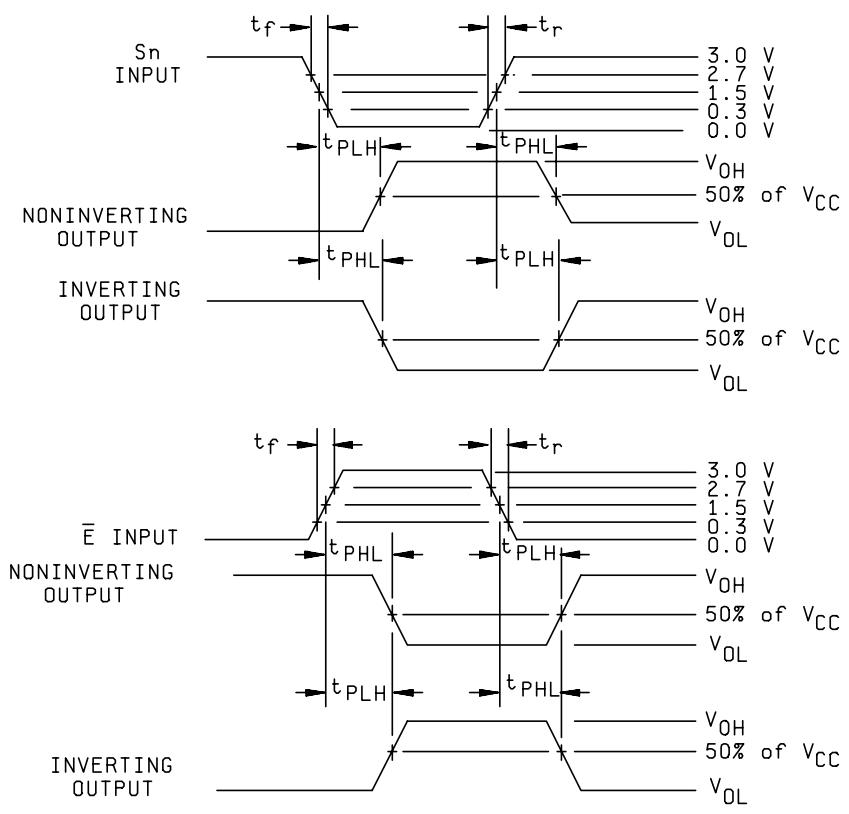 tf
tr
Sn
INPUT
3.0 V
2.7 V
1.5 V
0.3 V
0.0 V
tPLH
tPHL
VOH
50% of VCC
NONINVERTING
OUTPUT
VOL
tPHL
tPLH
INVERTING
OUTPUT
VOH
50% of VCC
VOL
tf
tr
3.0 V
2.7 V
1.5 V
0.3 V
0.0 V
E̅ INPUT
tPHL
tPLH
NONINVERTING
OUTPUT
VOH
50% of VCC
VOL
tPLH
tPHL
VOH
50% of VCC
INVERTING
OUTPUT
VOL